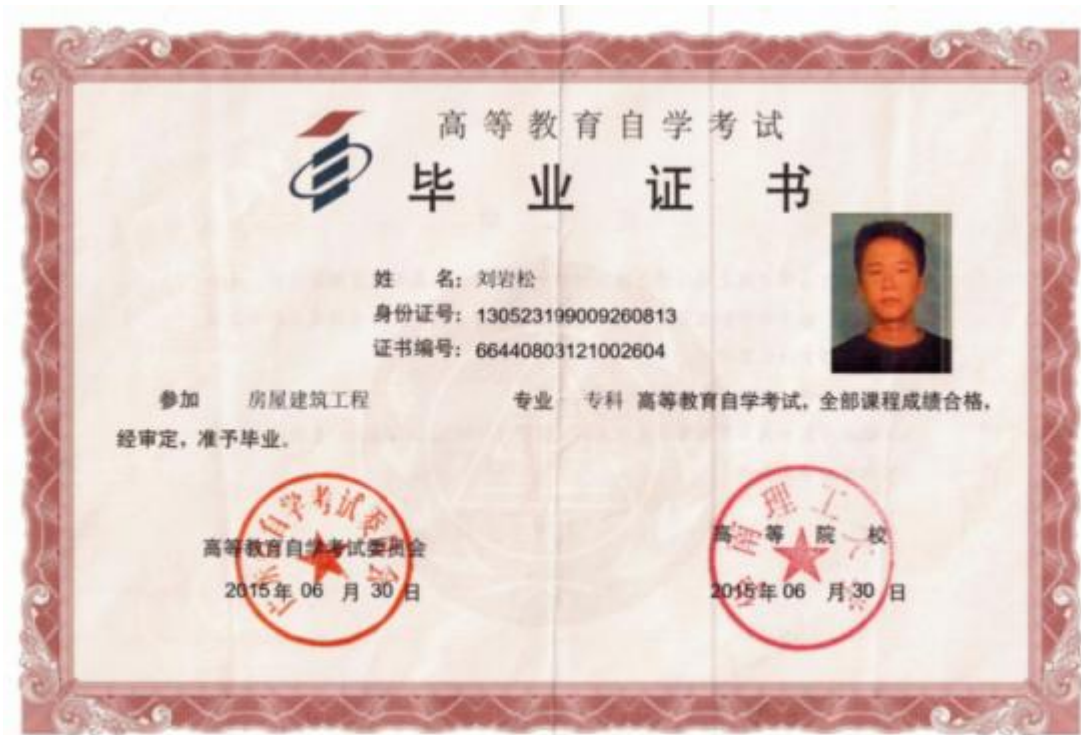 高等教育自学考试
毕业证书
姓 名：刘岩松
身份证号：130523199009260813
证书编号：66440803121002604
参加 房屋建筑工程 专业 专科 高等教育自学考试，全部课程成绩合格，
经审定，准予毕业。
高等教育自学考试委员会
2015年 06 月 30 日
高等院校
2015年 06 月 30 日
理工大学